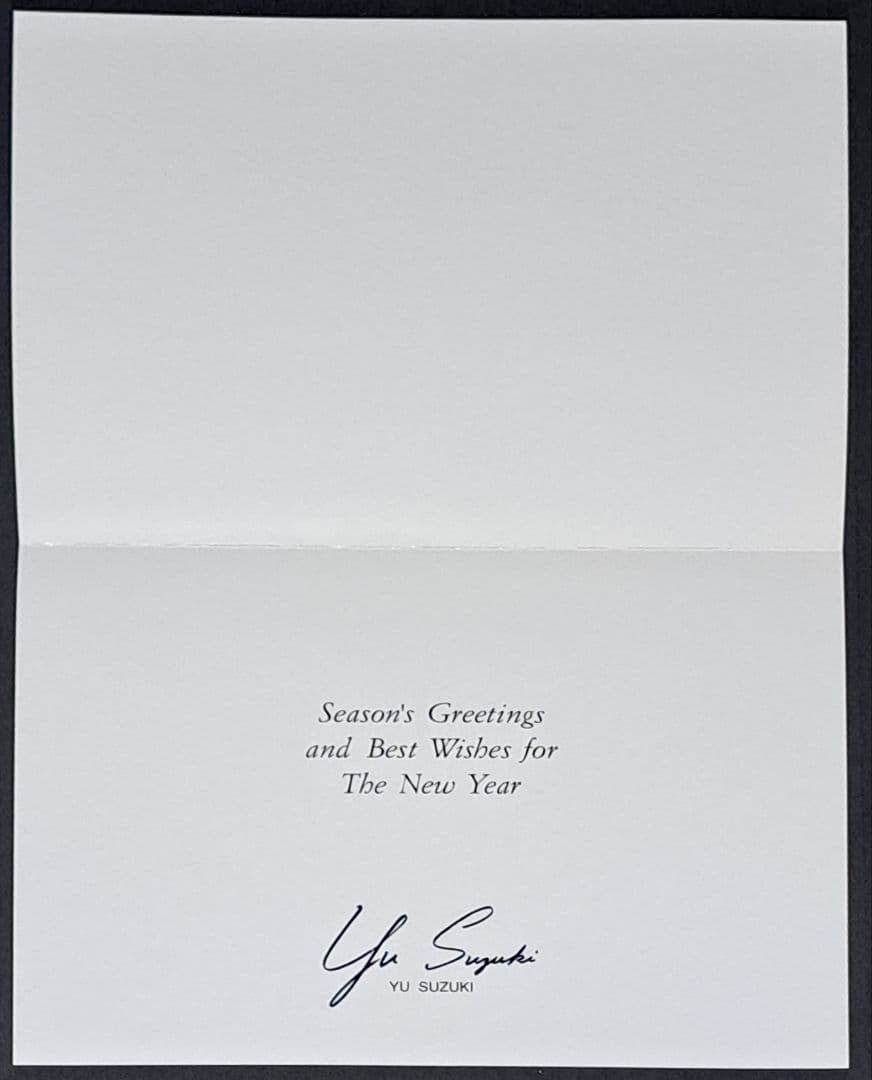 Season's Greetings
and Best Wishes for
The New Year
Yu Suzuki
YU SUZUKI